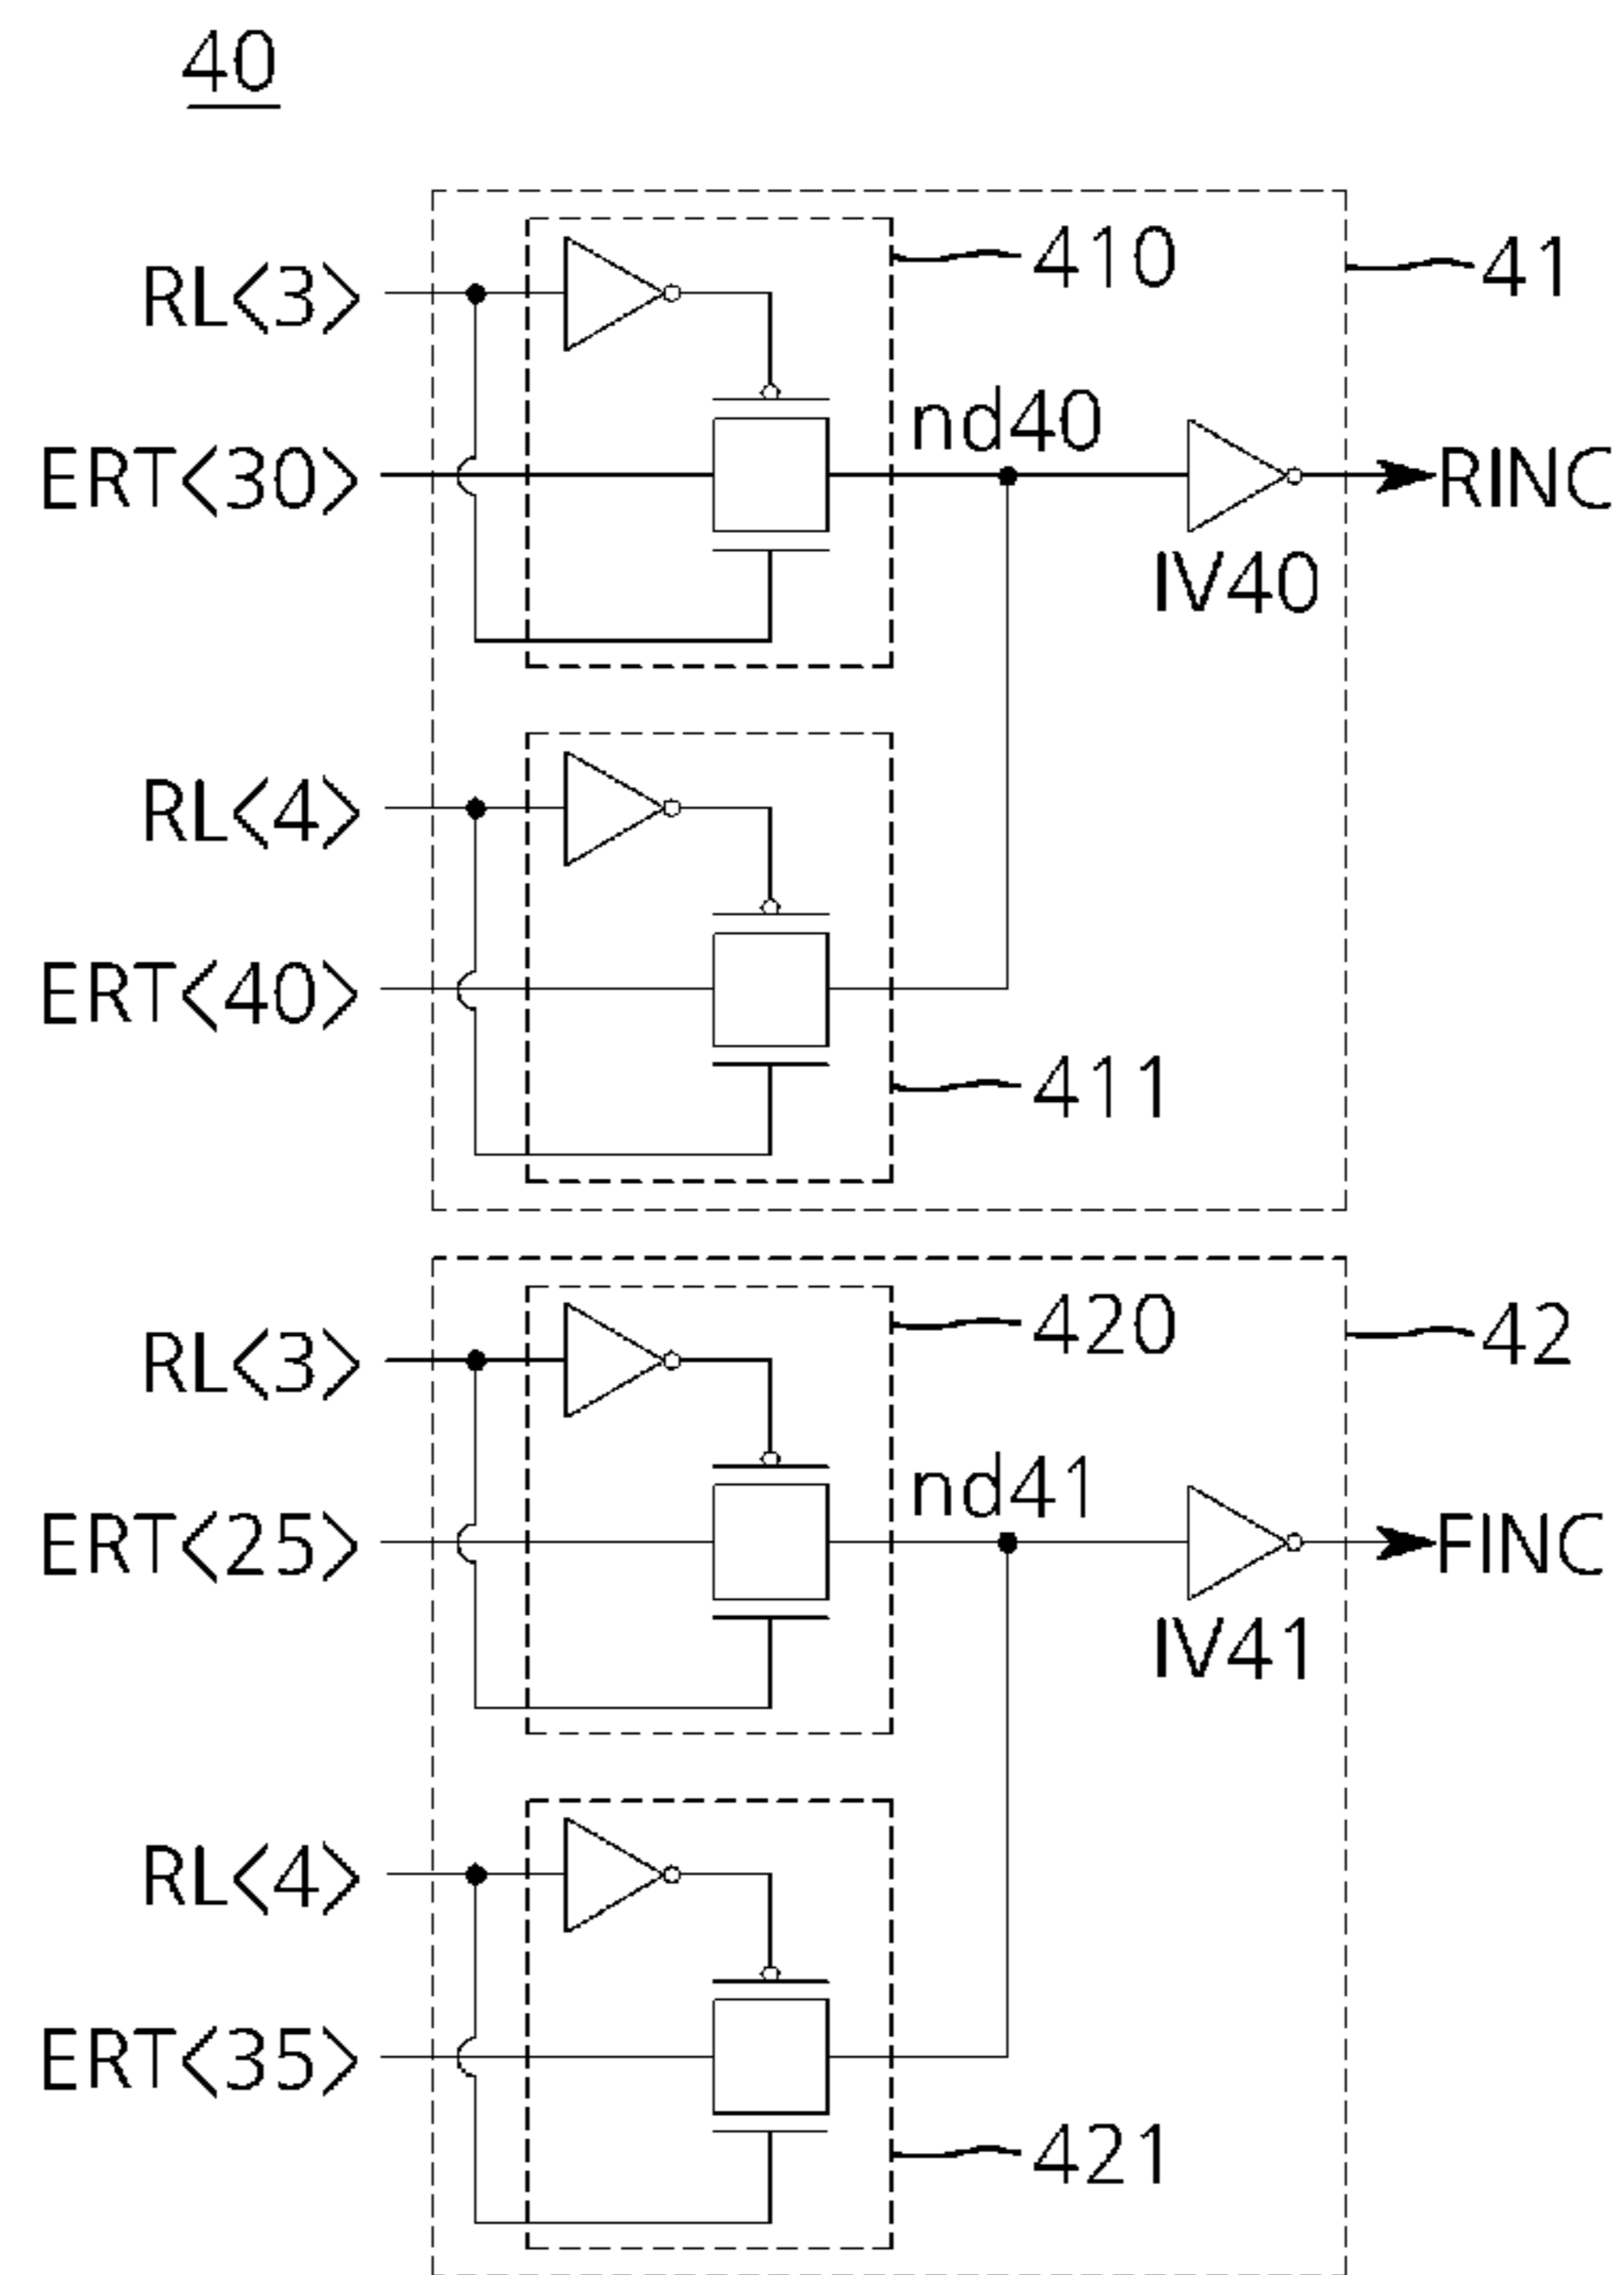 40
RL<3>
410
41
ERT<30>
nd40
RINC
IV40
RL<4>
ERT<40>
411
RL<3>
420
42
ERT<25>
nd41
FINC
IV41
RL<4>
ERT<35>
421